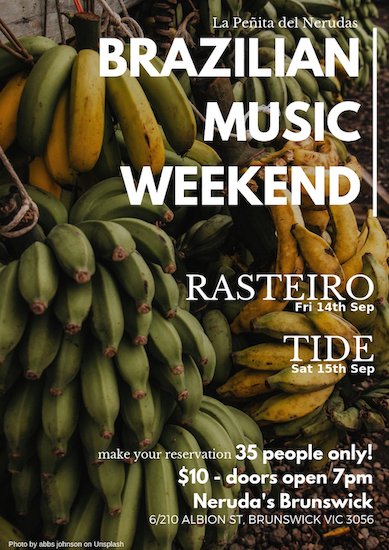 La Peñita del Nerudas
BRAZILIAN
MUSIC
WEEKEND
RASTEIRO
Fri 14th Sep
TIDE
Sat 15th Sep
make your reservation 35 people only!
$10 - doors open 7pm
Neruda's Brunswick
6/210 ALBION ST, BRUNSWICK VIC 3056
Photo by abbs johnson on Unsplash